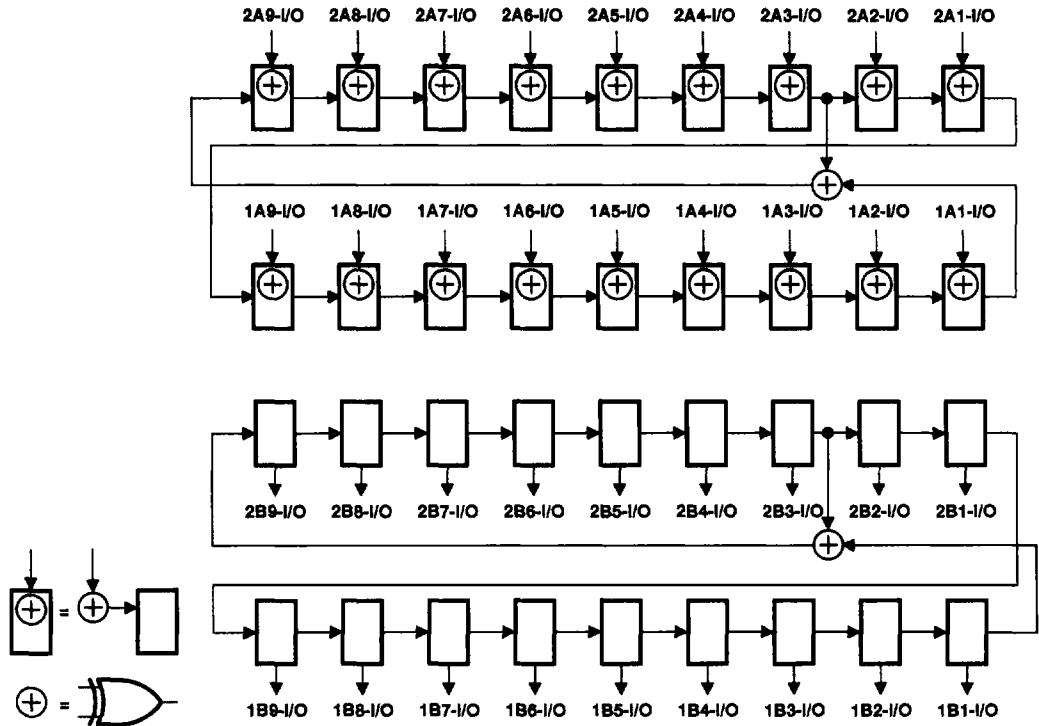 2A9-I/O 2A8-I/O 2A7-I/O 2A6-I/O 2A5-I/O 2A4-I/O 2A3-I/O 2A2-I/O 2A1-I/O
1A9-I/O 1A8-I/O 1A7-I/O 1A6-I/O 1A5-I/O 1A4-I/O 1A3-I/O 1A2-I/O 1A1-I/O
2B9-I/O 2B8-I/O 2B7-I/O 2B6-I/O 2B5-I/O 2B4-I/O 2B3-I/O 2B2-I/O 2B1-I/O
=
=
1B9-I/O 1B8-I/O 1B7-I/O 1B6-I/O 1B5-I/O 1B4-I/O 1B3-I/O 1B2-I/O 1B1-I/O